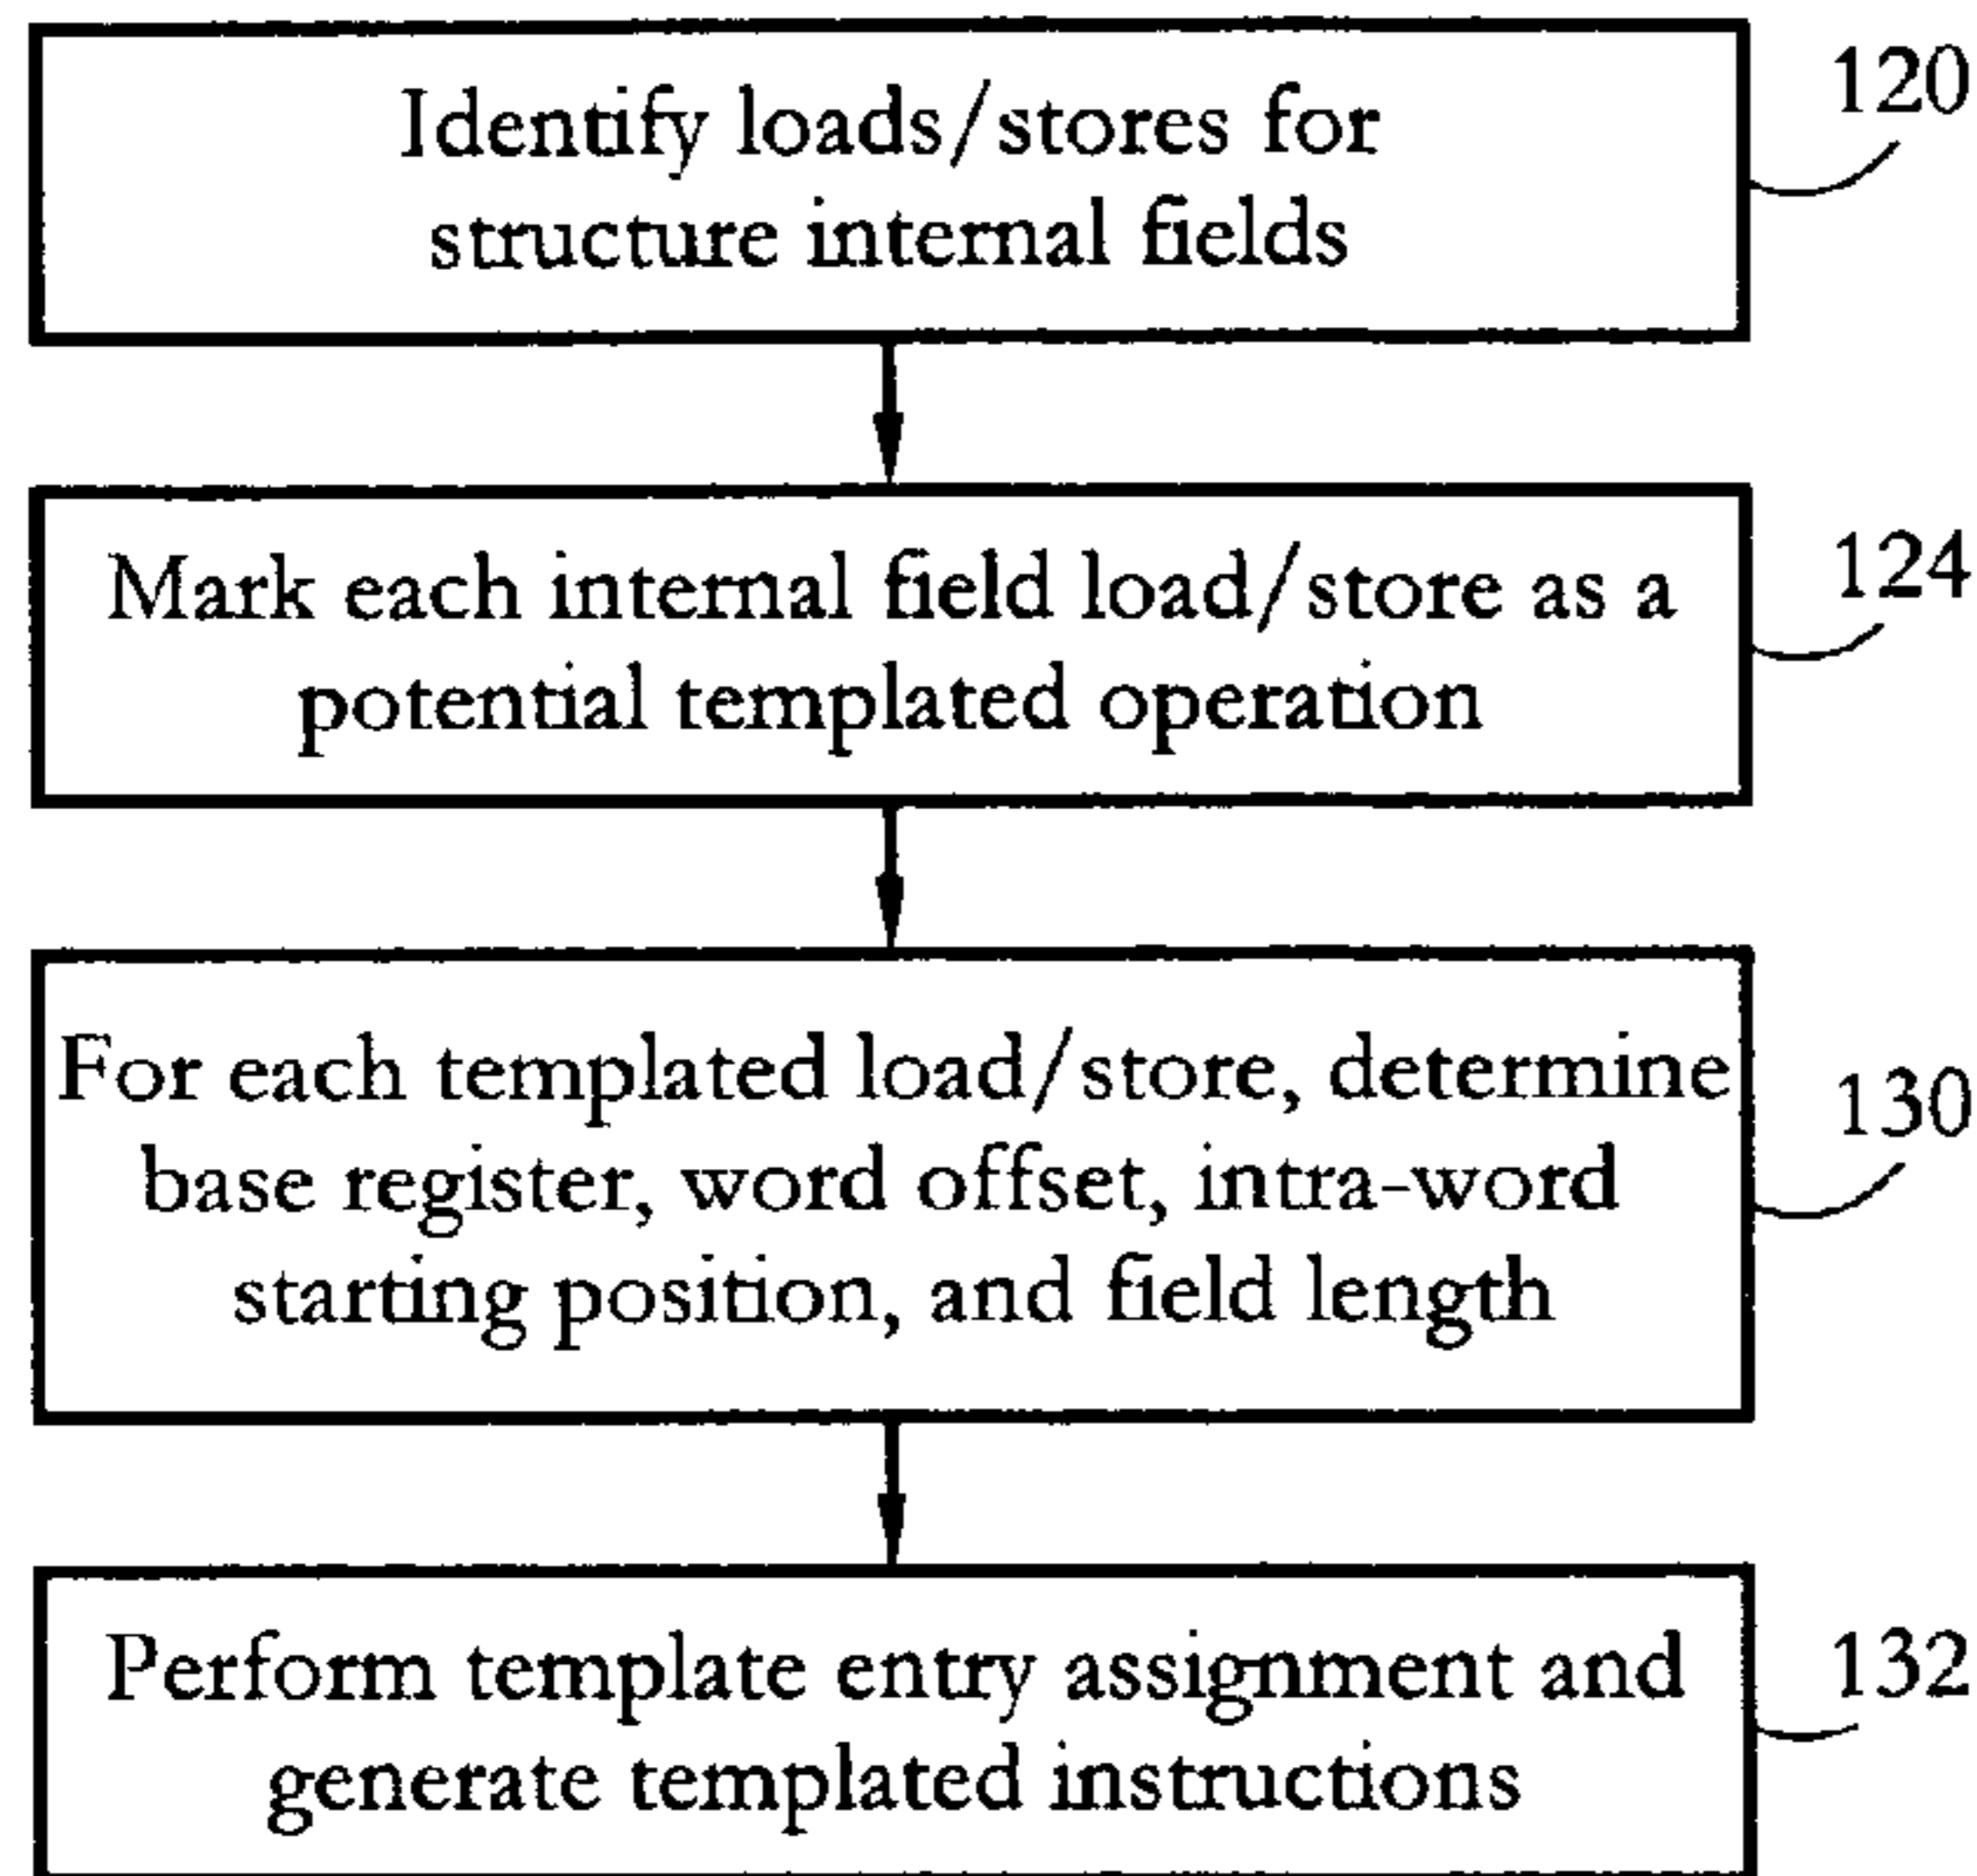 Identify loads/stores for
structure internal fields
120
Mark each internal field load/store as a
potential templated operation
124
For each templated load/store, determine
base register, word offset, intra-word
starting position, and field length
130
Perform template entry assignment and
generate templated instructions
132